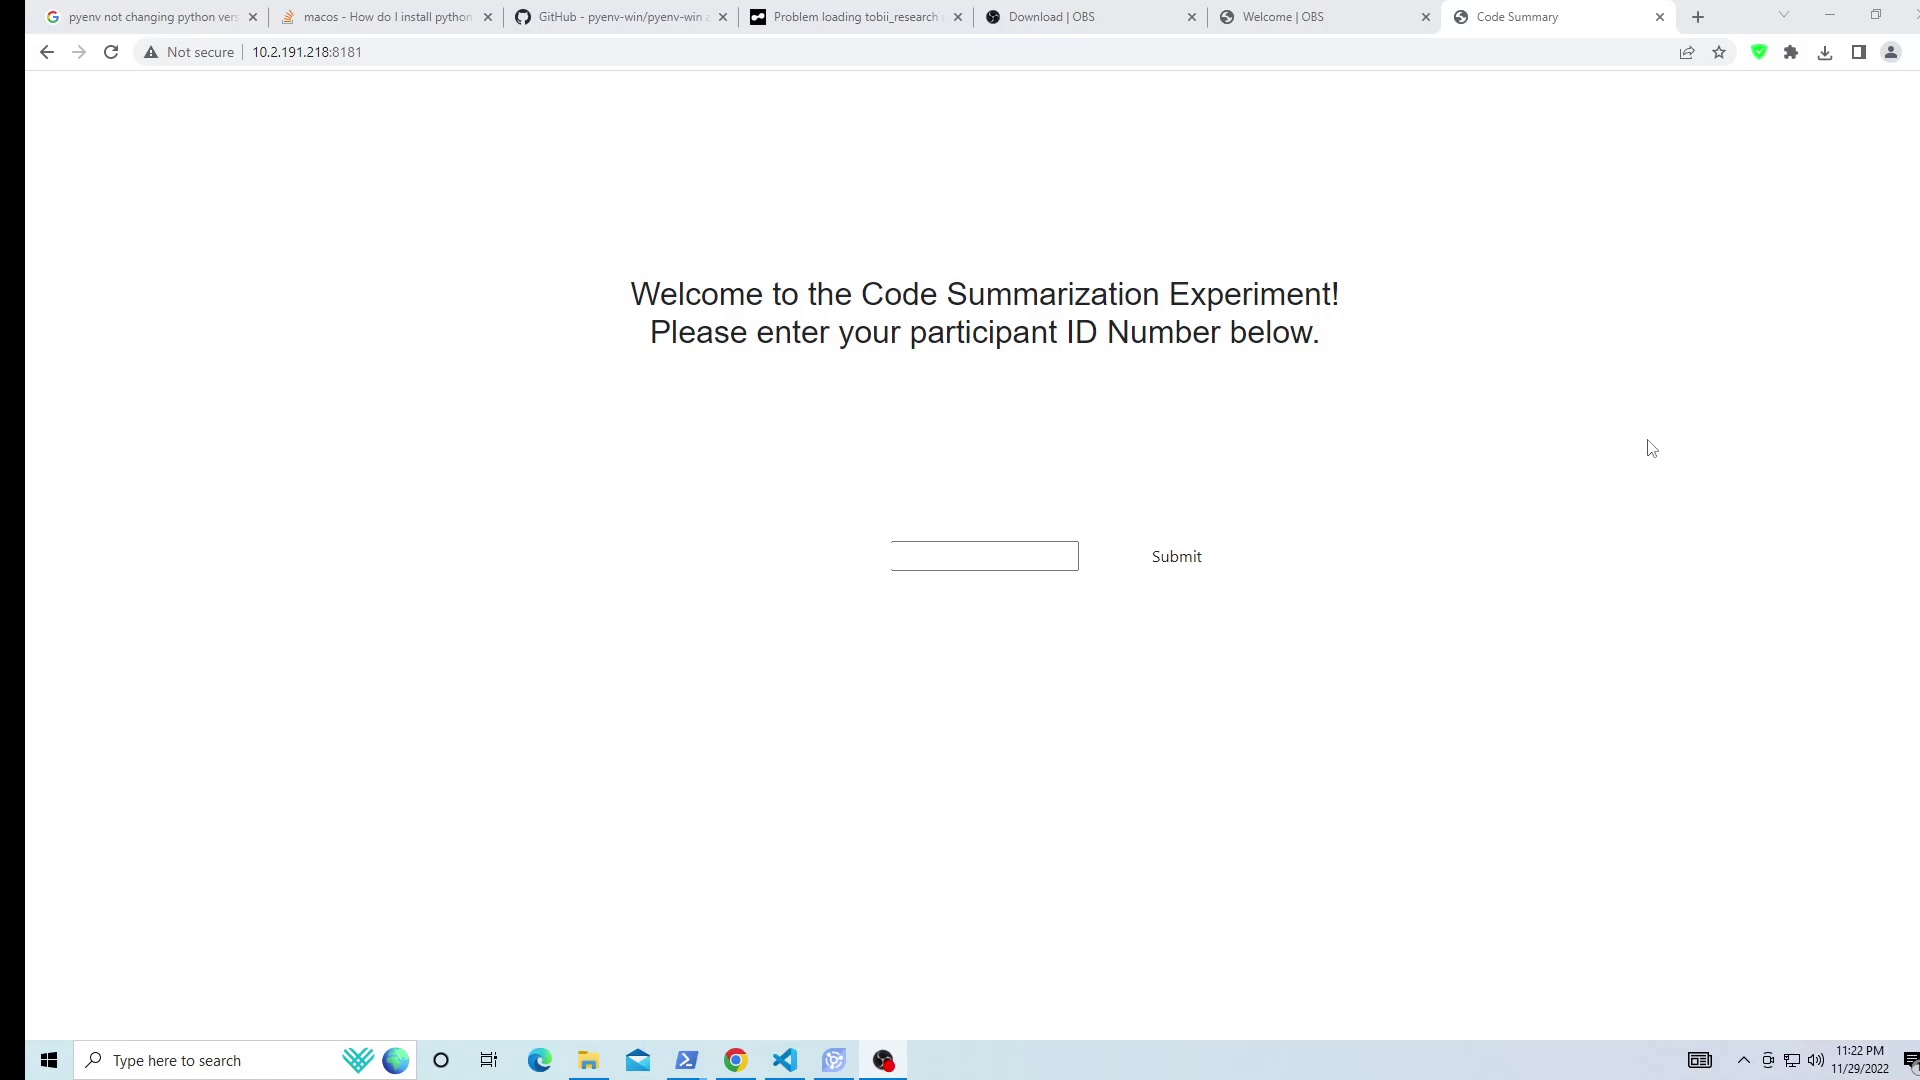 pyenv not changing python vers
macos - How do I install python
GitHub - pyenv-win/pyenv-win a
Problem loading tobii_research
Download | OBS
Welcome | OBS
Code Summary
Not secure
10.2.191.218:8181
Welcome to the Code Summarization Experiment!
Please enter your participant ID Number below.
Submit
Type here to search
11:22 PM
11/29/2022